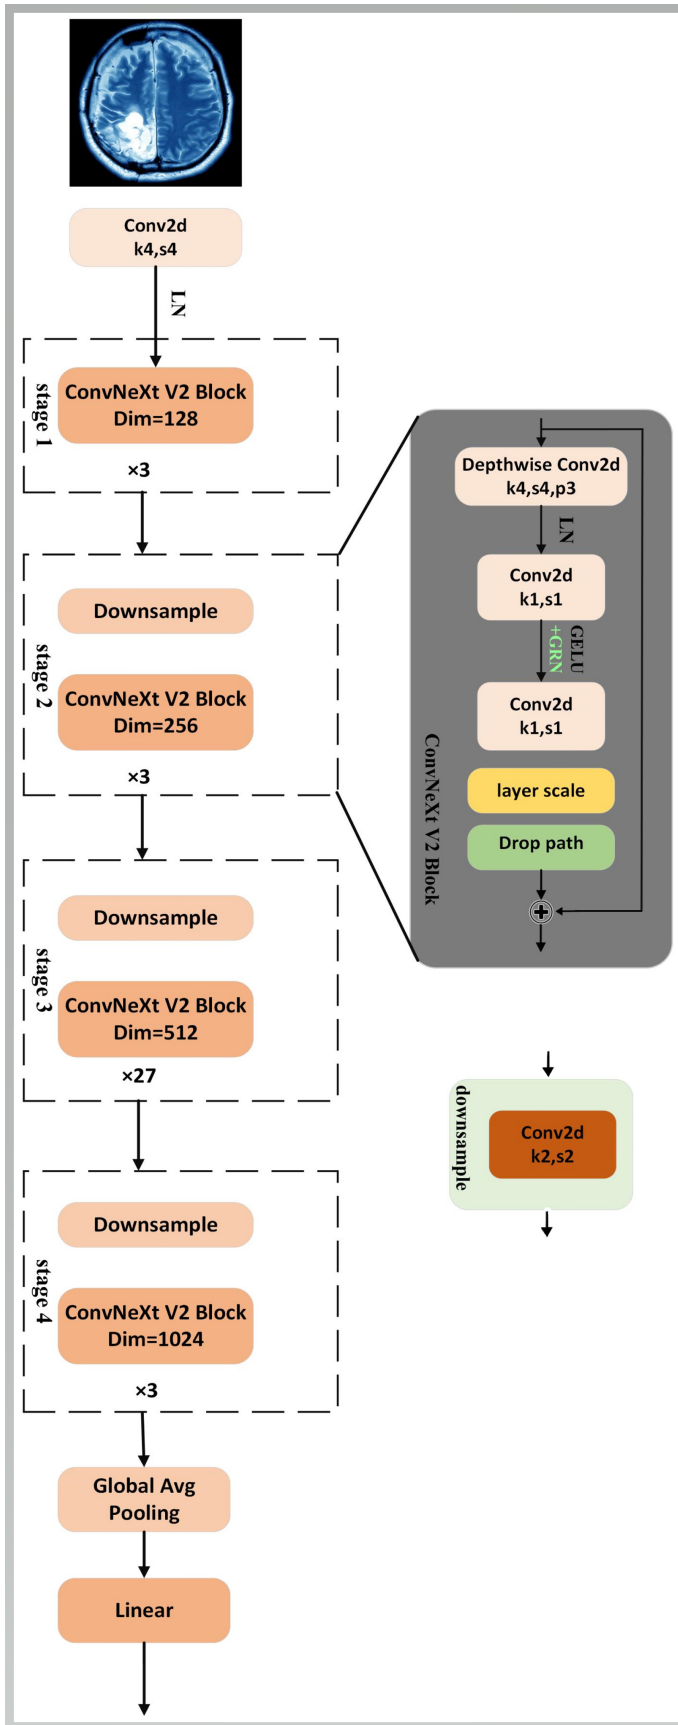 Conv2d
k4,s4
LN
stage 1
ConvNeXt V2 Block
Dim=128
×3
stage 2
Downsample
ConvNeXt V2 Block
Dim=256
×3
stage 3
Downsample
ConvNeXt V2 Block
Dim=512
×27
stage 4
Downsample
ConvNeXt V2 Block
Dim=1024
×3
Global Avg
Pooling
Linear
ConvNeXt V2 Block
Depthwise Conv2d
k4,s4,p3
LN
Conv2d
k1,s1
GELU
+GRN
Conv2d
k1,s1
layer scale
Drop path
downsample
Conv2d
k2,s2